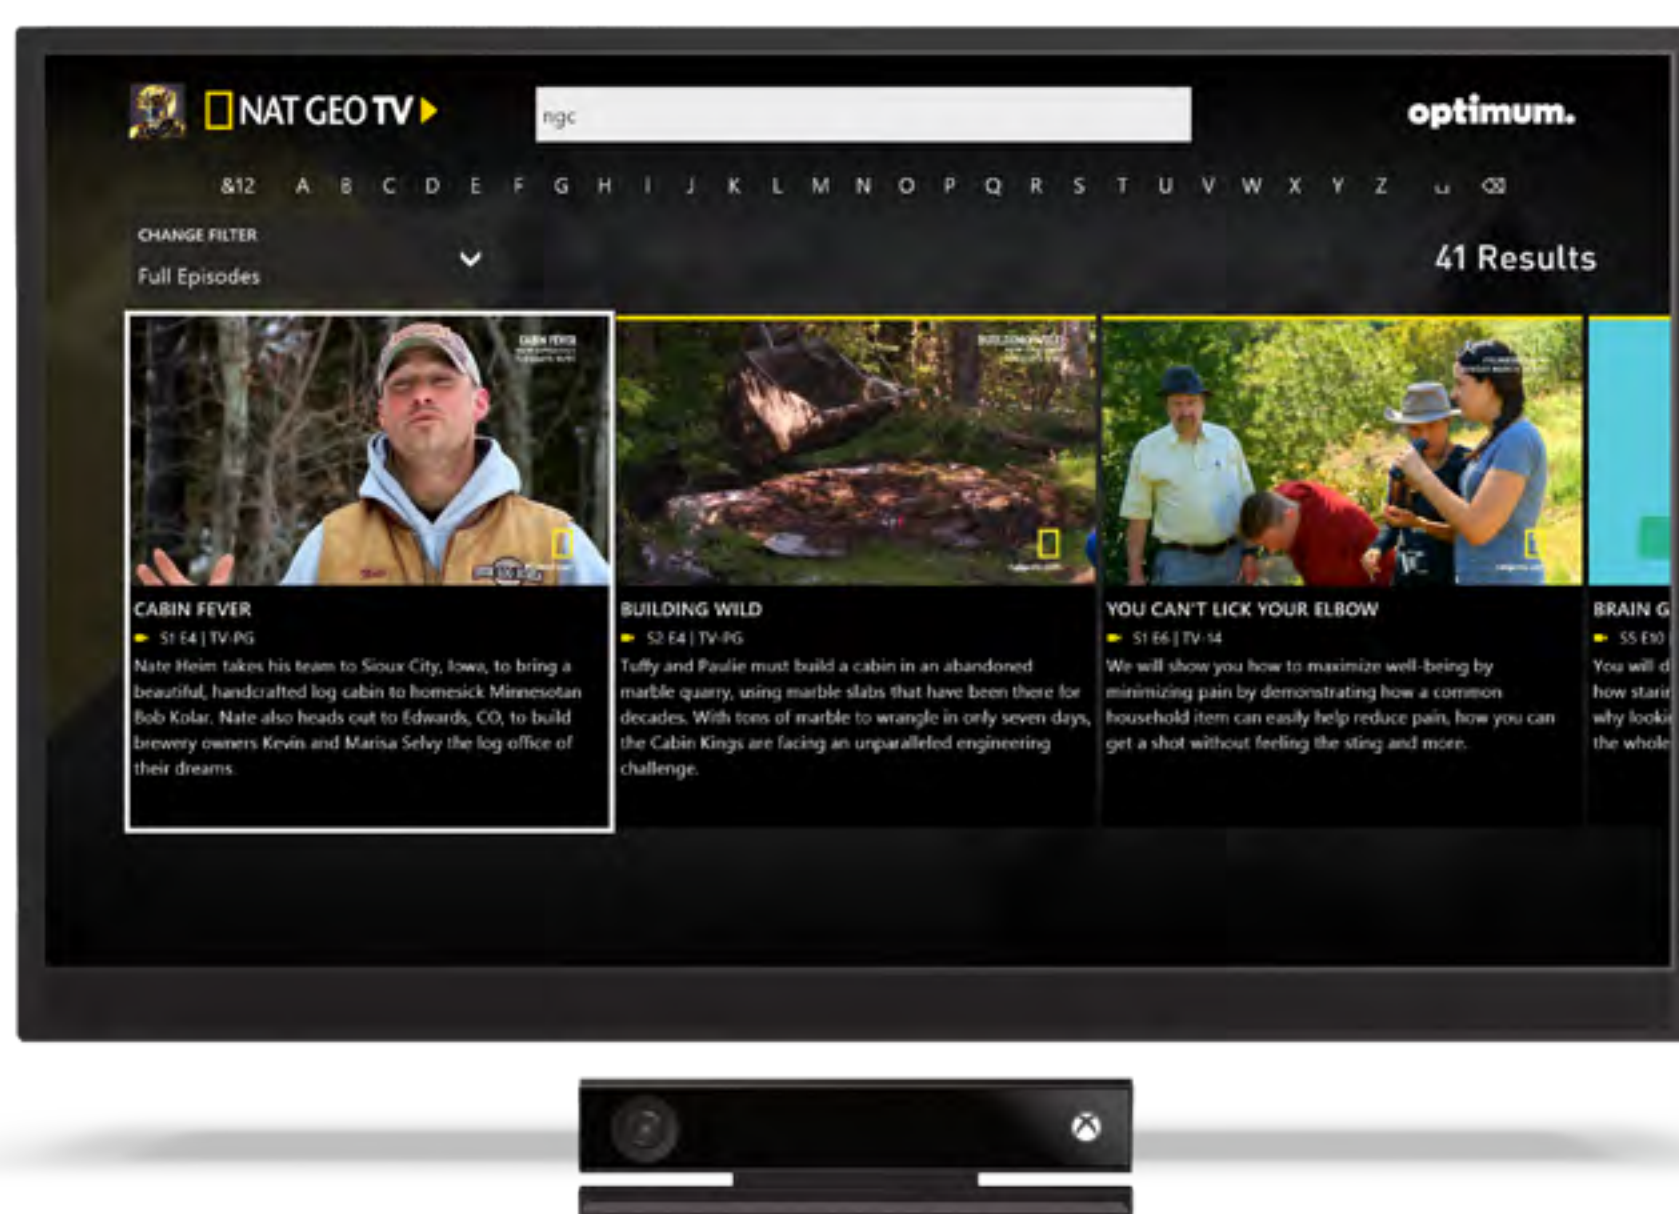 NAT GEO TV
ngc
optimum.
&12 A B C D E F G H I J K L M N O P Q R S T U V W X Y Z
CHANGE FILTER
Full Episodes
41 Results
CABIN FEVER
BUILDING WILD
CABIN FEVER
S1 E4 | TV-PG
Nate Heim takes his team to Sioux City, Iowa, to bring a
beautiful, handcrafted log cabin to homesick Minnesotan
Bob Kolar. Nate also heads out to Edwards, CO, to build
brewery owners Kevin and Marisa Selvy the log office of
their dreams.
BUILDING WILD
S2 E4 | TV-PG
Tuffy and Paulie must build a cabin in an abandoned
marble quarry, using marble slabs that have been there for
decades. With tons of marble to wrangle in only seven days,
the Cabin Kings are facing an unparalleled engineering
challenge.
YOU CAN'T LICK YOUR ELBOW
S1 E6 | TV-14
We will show you how to maximize well-being by
minimizing pain by demonstrating how a common
household item can easily help reduce pain, how you can
get a shot without feeling the sting and more.
BRAIN G
S5 E10
You will d
how starin
why looki
the whole